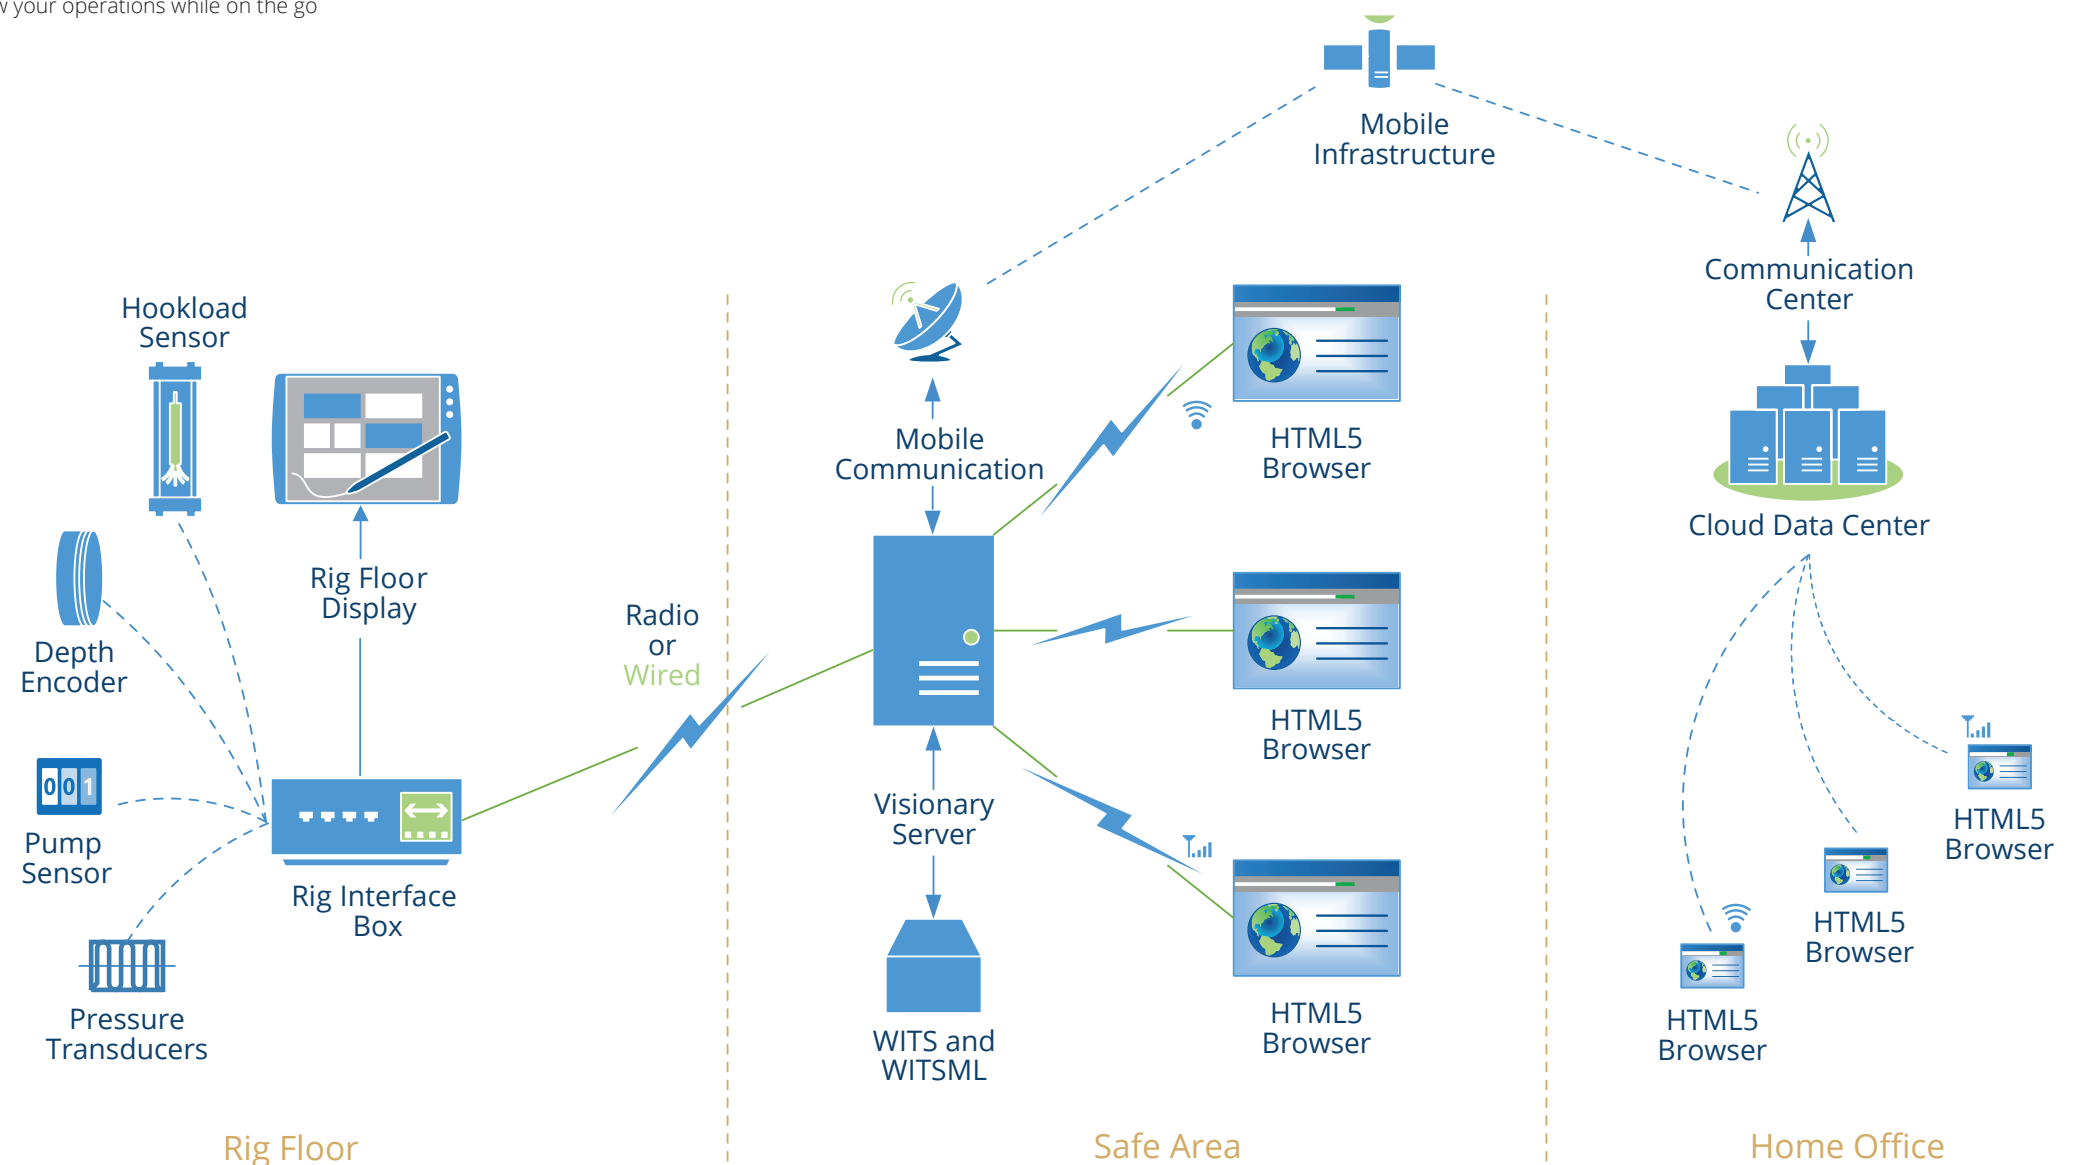 your operations while on the go
Mobile
Infrastructure
Communication
Center
Hookload
Sensor
Mobile
Communication
HTML5
Browser
Cloud Data Center
Rig Floor
Display
Radio
or
Wired
Depth
Encoder
HTML5
Browser
Visionary
Server
001
Pump
Sensor
HTML5
Browser
Rig Interface
Box
HTML5
Browser
Pressure
Transducers
WITS and
WITSML
HTML5
Browser
HTML5
Browser
Rig Floor
Safe Area
Home Office